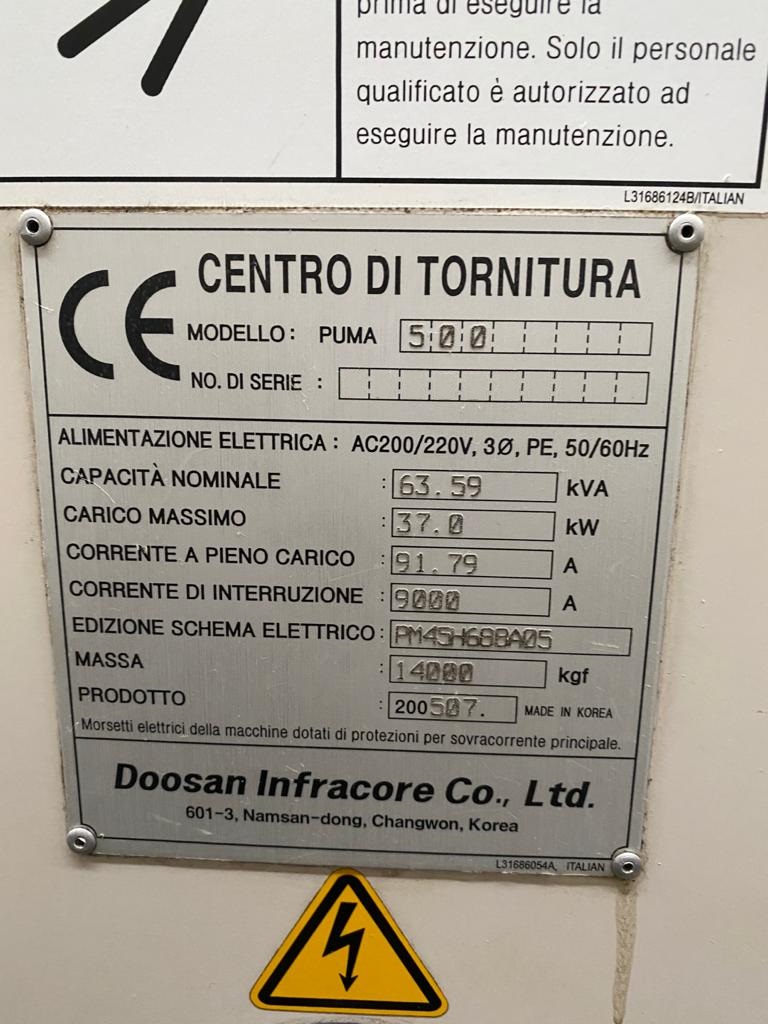 prima di eseguire la
manutenzione. Solo il personale
qualificato è autorizzato ad
eseguire la manutenzione.
L31686124B/ITALIAN
CE
CENTRO DI TORNITURA
MODELLO: PUMA 500
NO. DI SERIE :
ALIMENTAZIONE ELETTRICA : AC200/220V, 3Ø, PE, 50/60Hz
CAPACITÀ NOMINALE : 63.59 kVA
CARICO MASSIMO : 37.0 kW
CORRENTE A PIENO CARICO : 91.79 A
CORRENTE DI INTERRUZIONE : 9000 A
EDIZIONE SCHEMA ELETTRICO : PM45H688A05
MASSA : 14000 kgf
PRODOTTO : 200507. MADE IN KOREA
Morsetti elettrici della macchine dotati di protezioni per sovracorrente principale.
Doosan Infracore Co., Ltd.
601-3, Namsan-dong, Changwon, Korea
L31686054A, ITALIAN